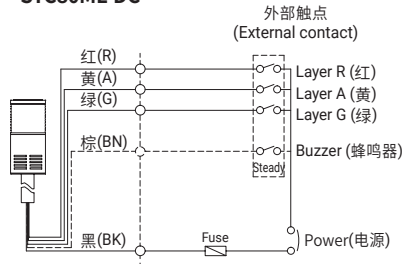 外部触点
(External contact)
红(R)
Layer R (红)
黄(A)
Layer A (黄)
绿(G)
Layer G (绿)
棕(BN)
Buzzer (蜂鸣器)
Steady
黑(BK)
Fuse
Power(电源)